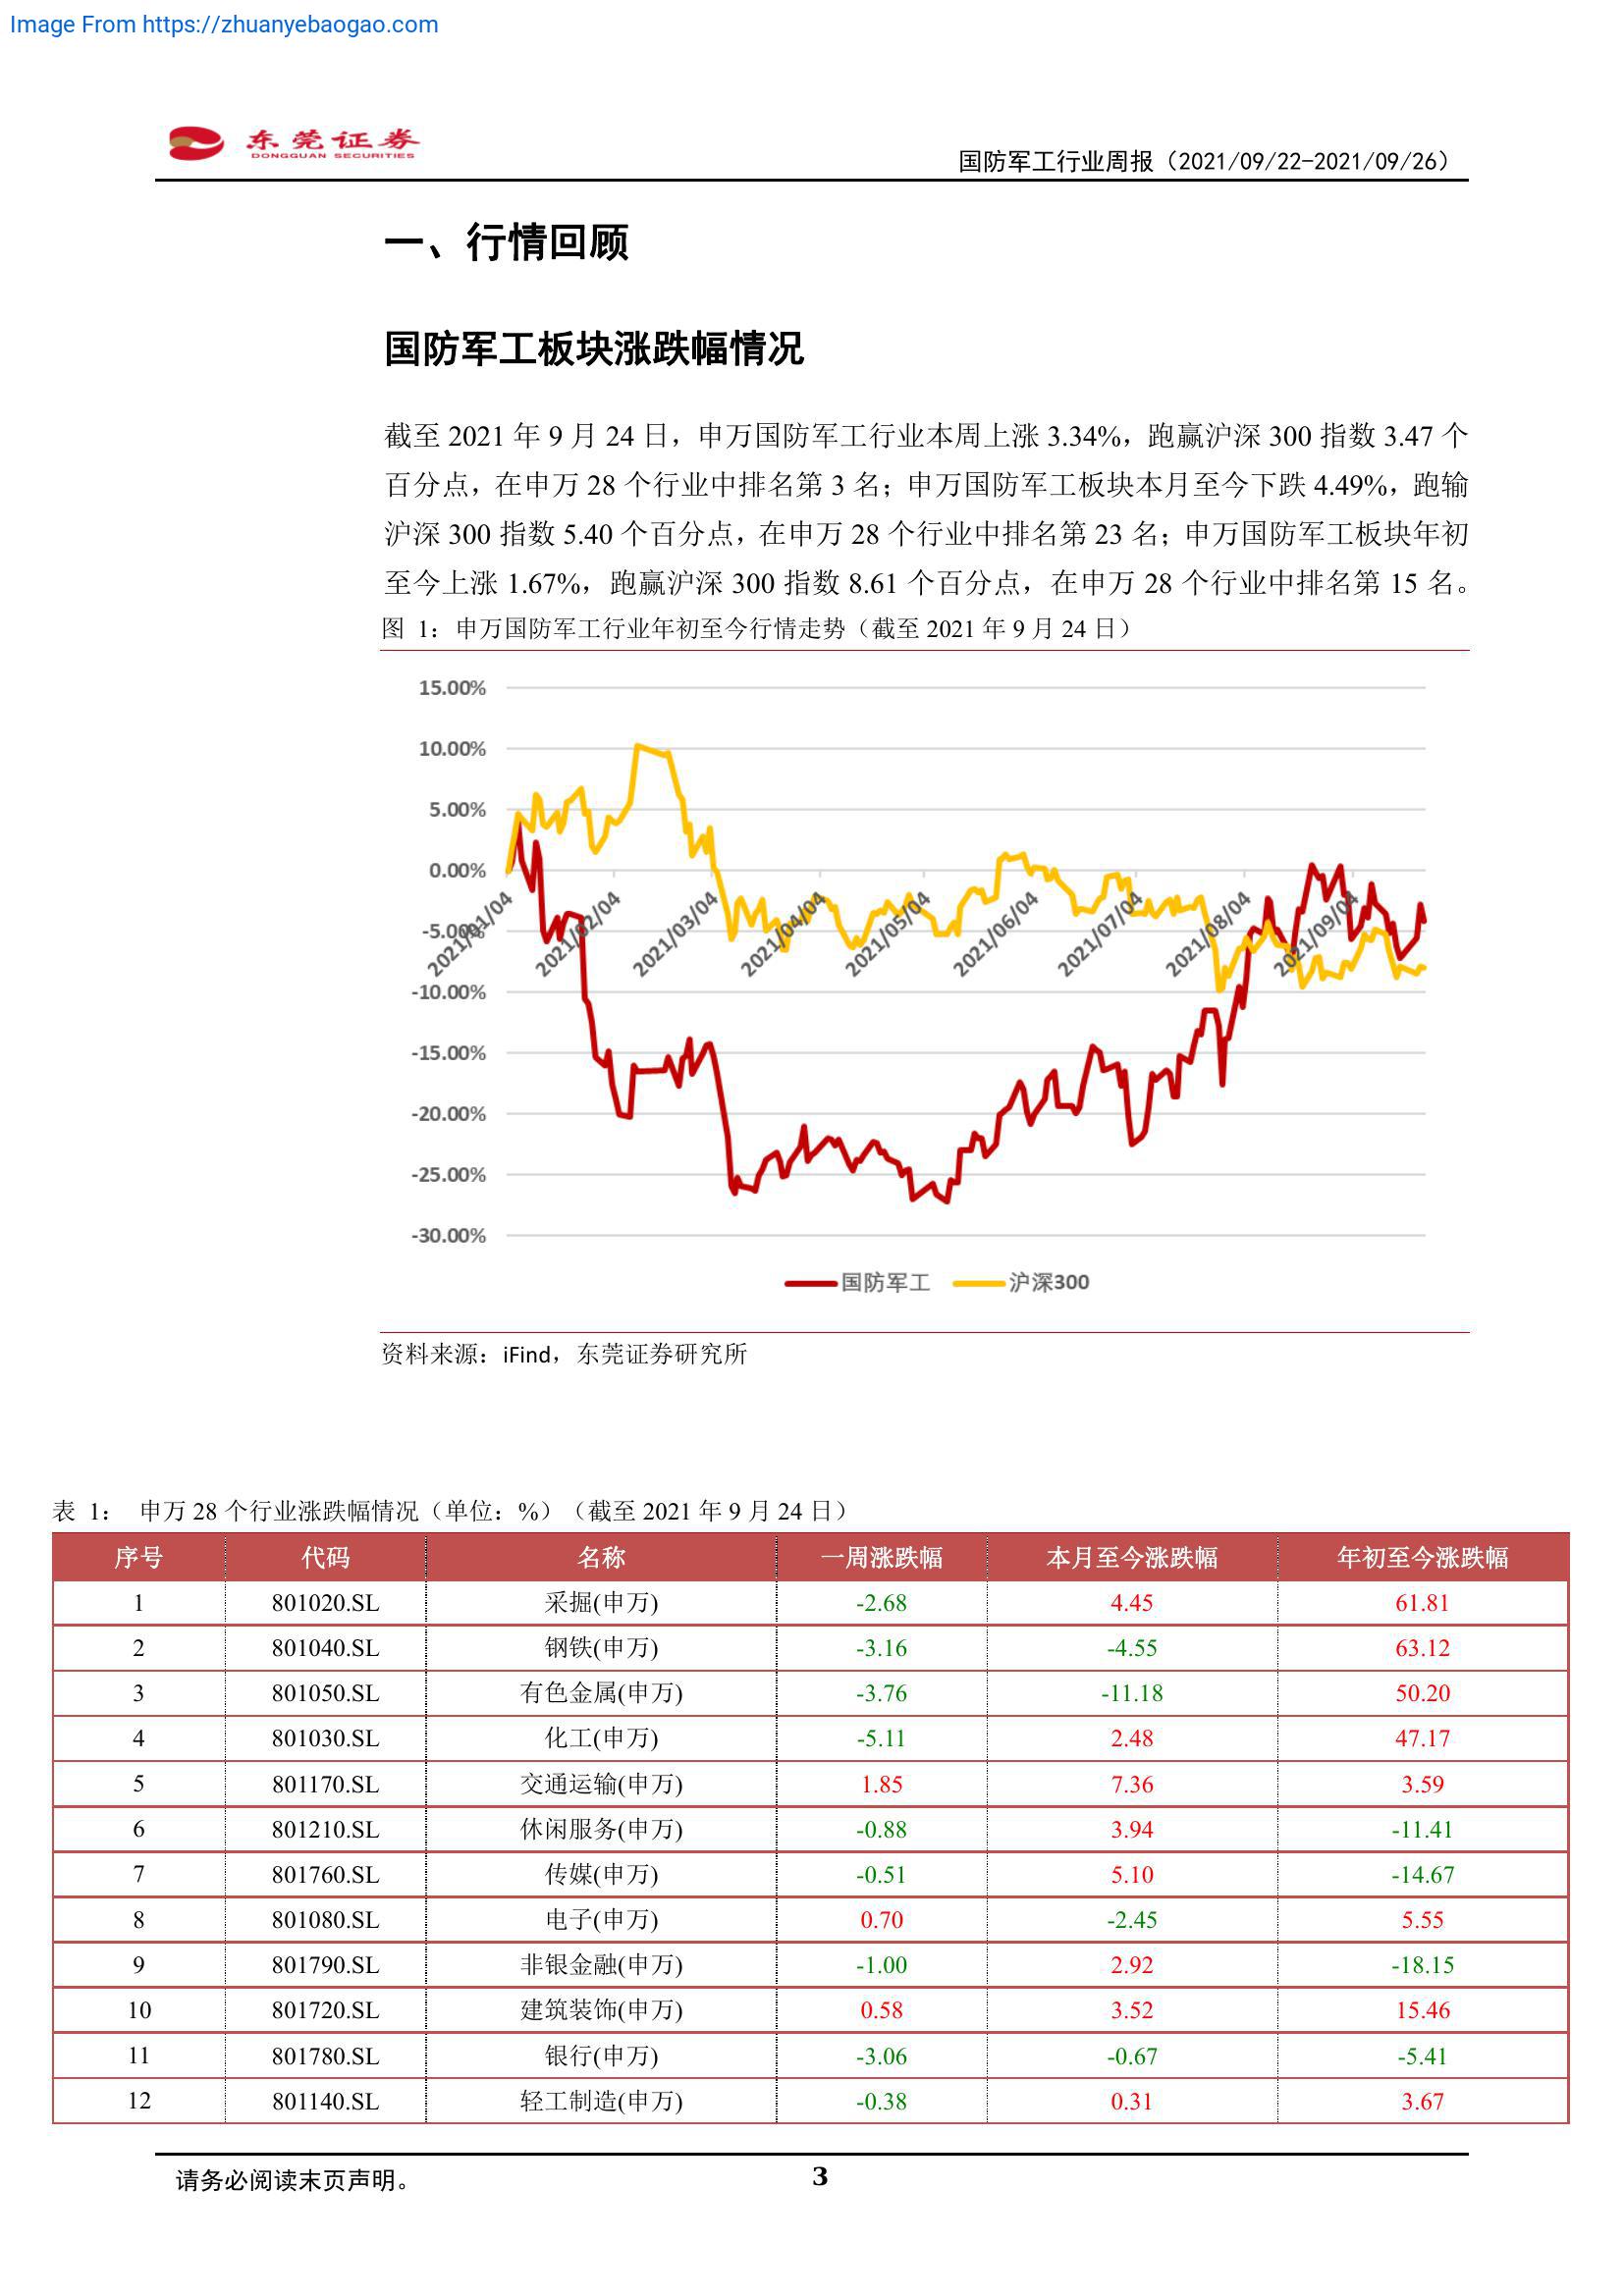 Image From https://zhuanyebaogao.com
东莞证券
DONGGUAN SECURITIES
国防军工行业周报（2021/09/22-2021/09/26）
一、行情回顾
国防军工板块涨跌幅情况
截至 2021 年 9 月 24 日，申万国防军工行业本周上涨 3.34%，跑赢沪深 300 指数 3.47 个
百分点，在申万 28 个行业中排名第 3 名；申万国防军工板块本月至今下跌 4.49%，跑输
沪深 300 指数 5.40 个百分点，在申万 28 个行业中排名第 23 名；申万国防军工板块年初
至今上涨 1.67%，跑赢沪深 300 指数 8.61 个百分点，在申万 28 个行业中排名第 15 名。
图 1：申万国防军工行业年初至今行情走势（截至 2021 年 9 月 24 日）
15.00%
10.00%
5.00%
0.00%
-5.00%
-10.00%
-15.00%
-20.00%
-25.00%
-30.00%
2021/01/04
2021/02/04
2021/03/04
2021/04/04
2021/05/04
2021/06/04
2021/07/04
2021/08/04
2021/09/04
国防军工 沪深300
资料来源：iFind，东莞证券研究所
表 1： 申万 28 个行业涨跌幅情况（单位：%）（截至 2021 年 9 月 24 日）
序号 代码 名称 一周涨跌幅 本月至今涨跌幅 年初至今涨跌幅
1 801020.SL 采掘(申万) -2.68 4.45 61.81
2 801040.SL 钢铁(申万) -3.16 -4.55 63.12
3 801050.SL 有色金属(申万) -3.76 -11.18 50.20
4 801030.SL 化工(申万) -5.11 2.48 47.17
5 801170.SL 交通运输(申万) 1.85 7.36 3.59
6 801210.SL 休闲服务(申万) -0.88 3.94 -11.41
7 801760.SL 传媒(申万) -0.51 5.10 -14.67
8 801080.SL 电子(申万) 0.70 -2.45 5.55
9 801790.SL 非银金融(申万) -1.00 2.92 -18.15
10 801720.SL 建筑装饰(申万) 0.58 3.52 15.46
11 801780.SL 银行(申万) -3.06 -0.67 -5.41
12 801140.SL 轻工制造(申万) -0.38 0.31 3.67
请务必阅读末页声明。
3